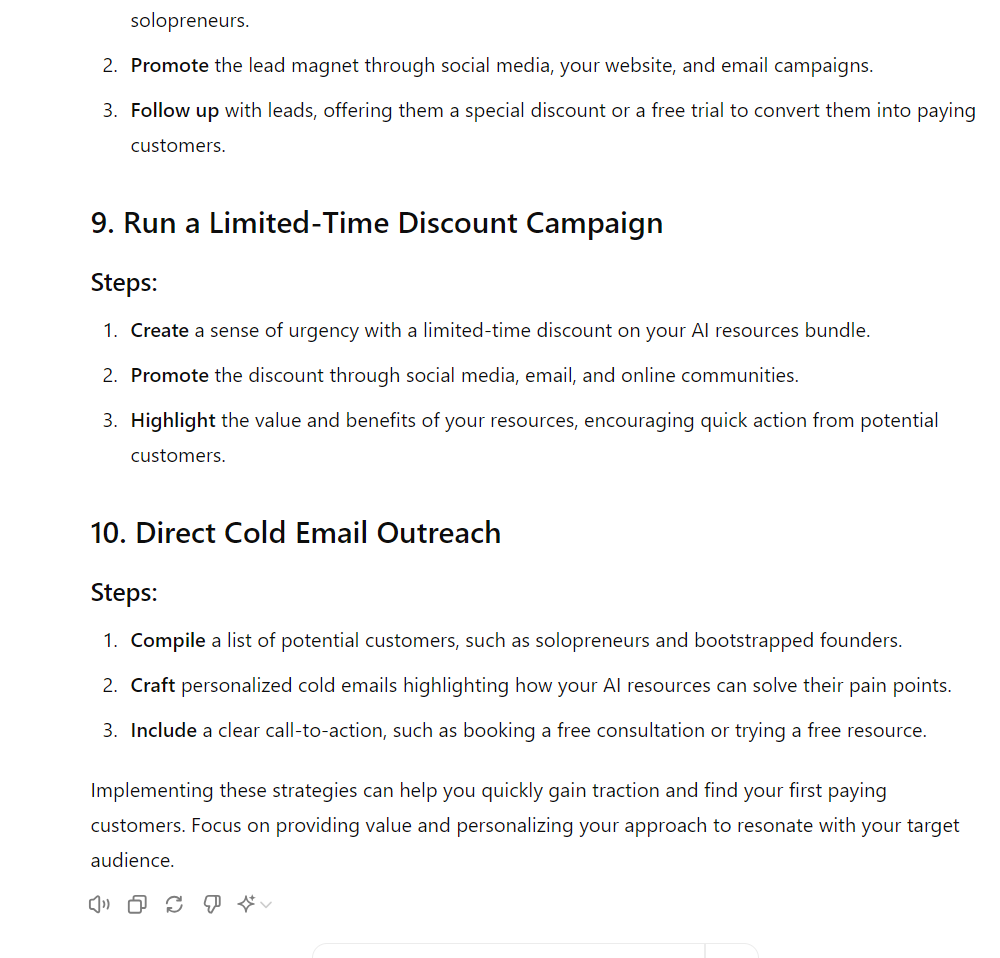 solopreneurs.
2. Promote the lead magnet through social media, your website, and email campaigns.
3. Follow up with leads, offering them a special discount or a free trial to convert them into paying
customers.
9. Run a Limited-Time Discount Campaign
Steps:
1. Create a sense of urgency with a limited-time discount on your AI resources bundle.
2. Promote the discount through social media, email, and online communities.
3. Highlight the value and benefits of your resources, encouraging quick action from potential
customers.
10. Direct Cold Email Outreach
Steps:
1. Compile a list of potential customers, such as solopreneurs and bootstrapped founders.
2. Craft personalized cold emails highlighting how your AI resources can solve their pain points.
3. Include a clear call-to-action, such as booking a free consultation or trying a free resource.
Implementing these strategies can help you quickly gain traction and find your first paying
customers. Focus on providing value and personalizing your approach to resonate with your target
audience.